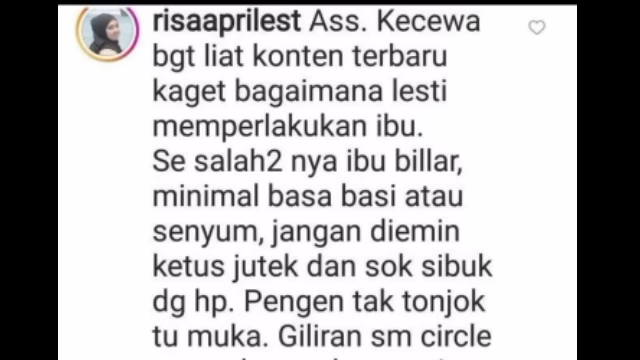 risaaprilest Ass. Kecewa
bgt liat konten terbaru
kaget bagaimana lesti
memperlakukan ibu.
Se salah2 nya ibu billar,
minimal basa basi atau
senyum, jangan diemin
ketus jutek dan sok sibuk
dg hp. Pengen tak tonjok
tu muka. Giliran sm circle